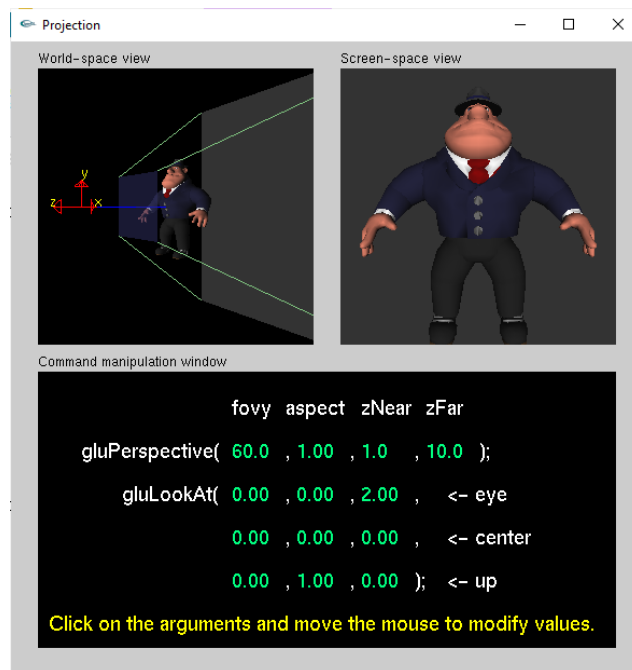 Projection
World-space view
Screen-space view
y
z
x
Command manipulation window
fovy aspect zNear zFar
gluPerspective( 60.0 , 1.00 , 1.0 , 10.0 );
gluLookAt( 0.00 , 0.00 , 2.00 , <- eye
0.00 , 0.00 , 0.00 , <- center
0.00 , 1.00 , 0.00 ); <- up
Click on the arguments and move the mouse to modify values.